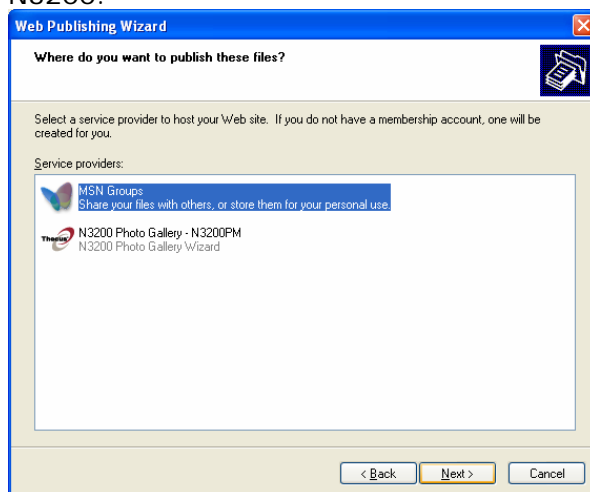 N3200.
Web Publishing Wizard
Where do you want to publish these files?
Select a service provider to host your Web site. If you do not have a membership account, one will be
created for you.
Service providers:
MSN Groups
Share your files with others, or store them for your personal use.
Thecus
N3200 Photo Gallery - N3200PM
N3200 Photo Gallery Wizard
< Back
Next >
Cancel